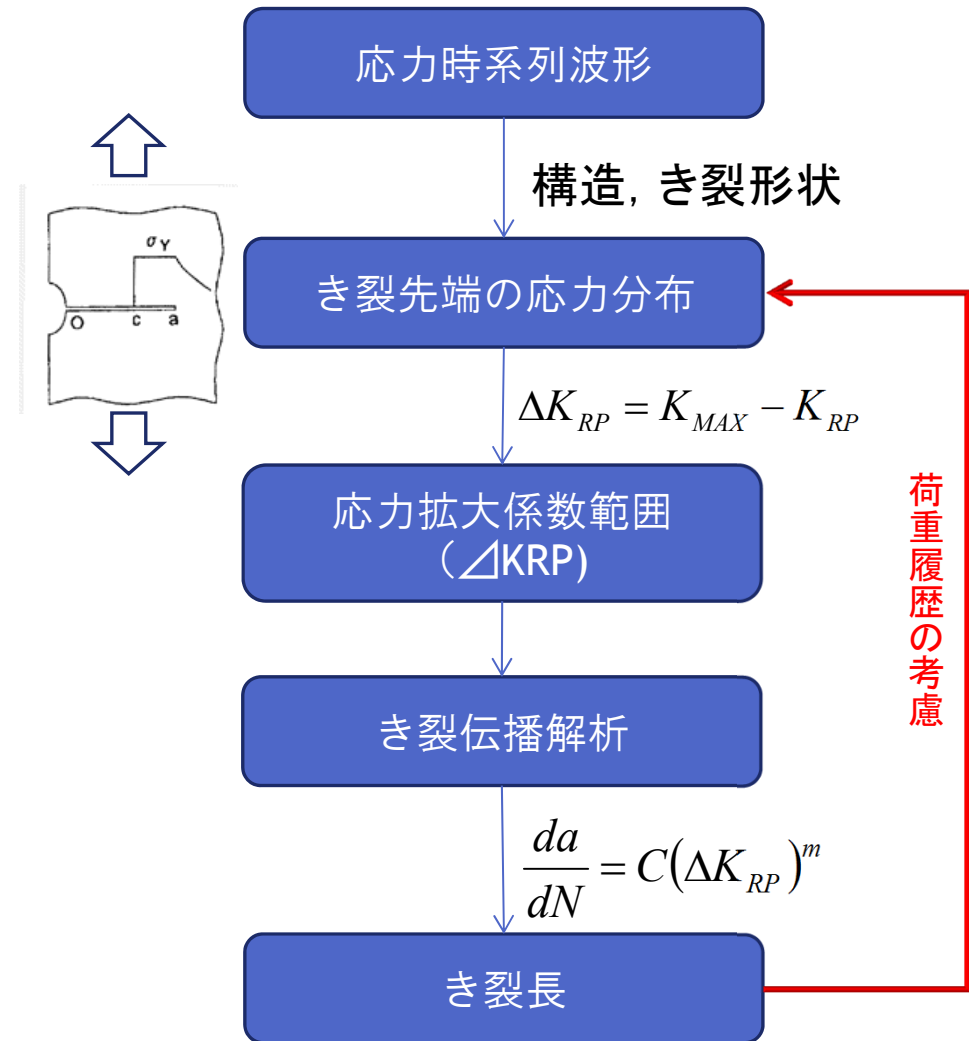 応力時系列波形
構造, き裂形状
σY
O c a
き裂先端の応力分布
ΔK_RP = K_MAX − K_RP
応力拡大係数範囲
(⊿KRP)
き裂伝播解析
da/dN = C(ΔK_RP)^m
き裂長
荷重履歴の考慮